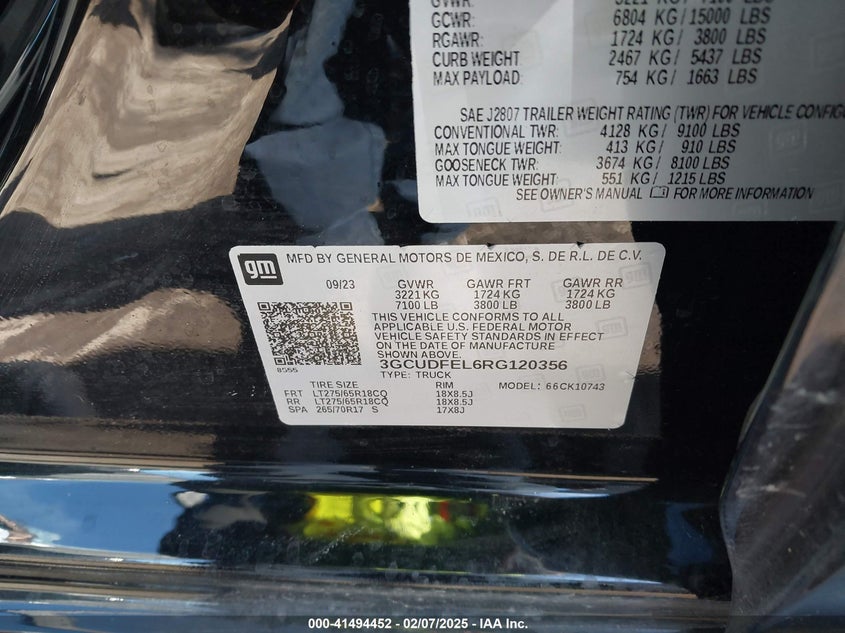 GVWR: 3221 KG/ 7100 LBS
GCWR: 6804 KG/ 15000 LBS
RGAWR: 1724 KG/ 3800 LBS
CURB WEIGHT: 2467 KG/ 5437 LBS
MAX PAYLOAD: 754 KG/ 1663 LBS
SAE J2807 TRAILER WEIGHT RATING (TWR) FOR VEHICLE CONFIGU
CONVENTIONAL TWR: 4128 KG/ 9100 LBS
MAX TONGUE WEIGHT: 413 KG/ 910 LBS
GOOSENECK TWR: 3674 KG/ 8100 LBS
MAX TONGUE WEIGHT: 551 KG/ 1215 LBS
SEE OWNER'S MANUAL FOR MORE INFORMATION
gm MFD BY GENERAL MOTORS DE MEXICO, S. DE R.L. DE C.V.
09/23 GVWR GAWR FRT GAWR RR
3221 KG 1724 KG 1724 KG
7100 LB 3800 LB 3800 LB
THIS VEHICLE CONFORMS TO ALL
APPLICABLE U.S. FEDERAL MOTOR
VEHICLE SAFETY STANDARDS IN EFFECT
ON THE DATE OF MANUFACTURE
SHOWN ABOVE.
3GCUDFEL6RG120356
8555 TYPE: TRUCK
TIRE SIZE RIM MODEL: 66CK10743
FRT LT275/65R18CQ 18X8.5J
RR LT275/65R18CQ 18X8.5J
SPA 265/70R17 S 17X8J
000-41494452 - 02/07/2025 - IAA Inc.